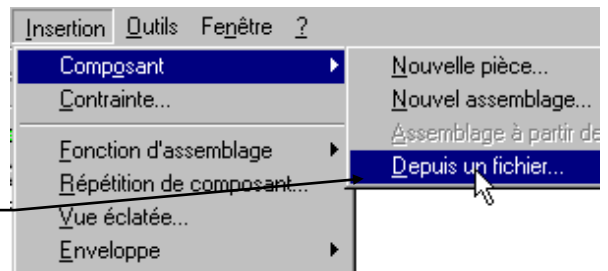 Insertion Outils Fenêtre ?
Composant
Contrainte...
Fonction d'assemblage
Répétition de composant...
Vue éclatée...
Enveloppe
Nouvelle pièce...
Nouvel assemblage...
Assemblage à partir de
Depuis un fichier...